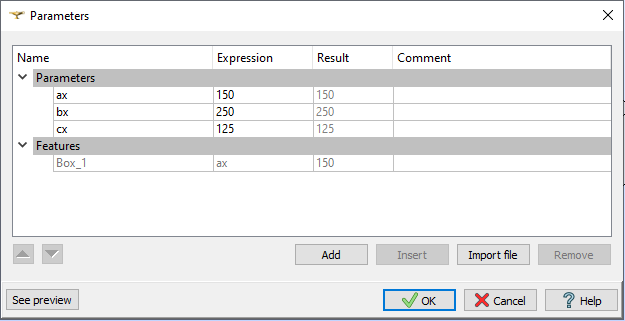 Parameters
Name Expression Result Comment
Parameters
ax 150 150
bx 250 250
cx 125 125
Features
Box_1 ax 150
Add Insert Import file Remove
See preview OK Cancel Help